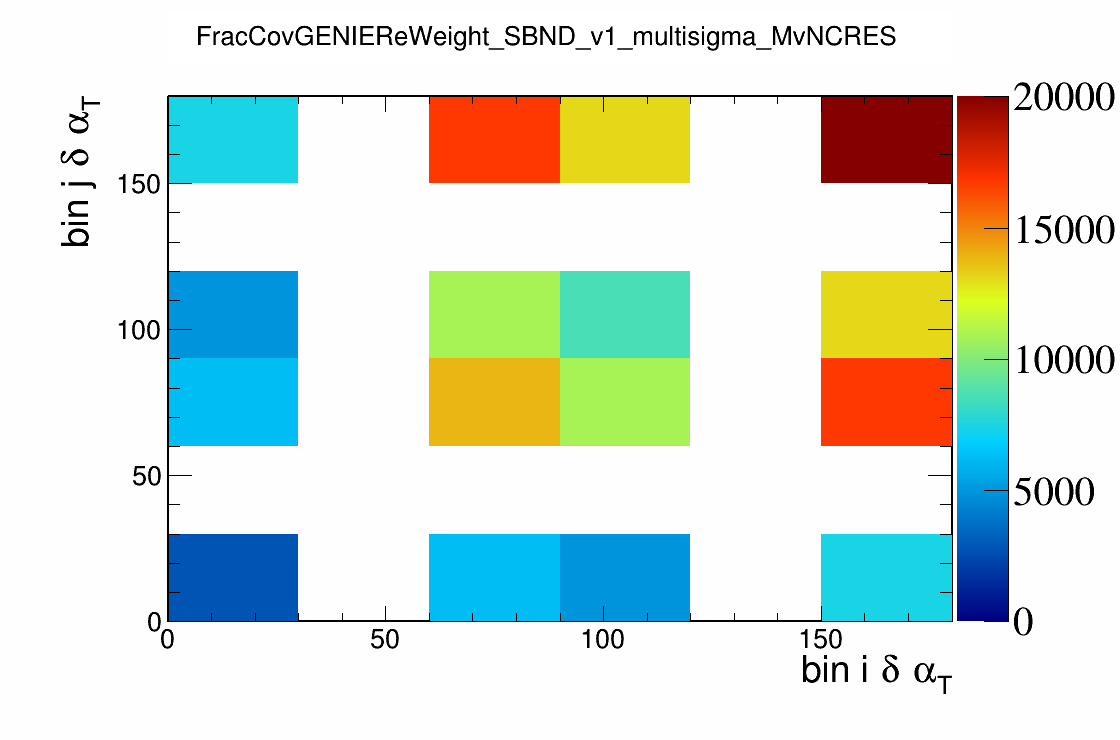 FracCovGENIEReWeight_SBND_v1_multisigma_MvNCRES
bin j δ α_T
150
100
50
0
0 50 100 150
bin i δ α_T
20000
15000
10000
5000
0